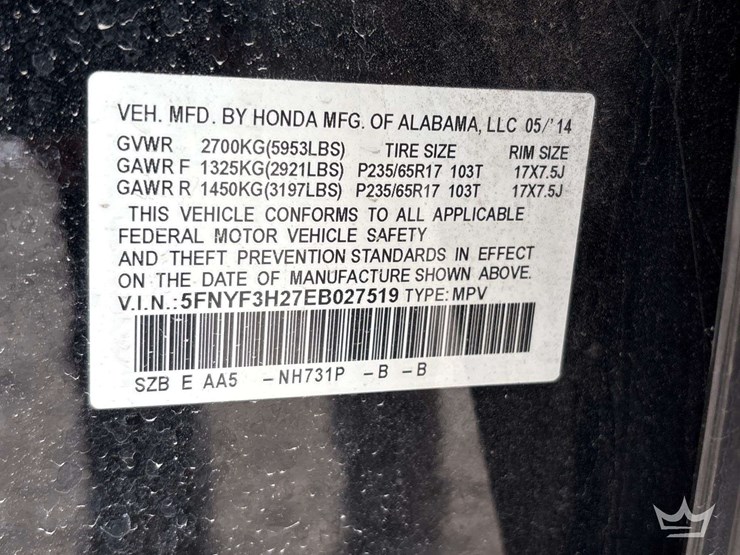 VEH. MFD. BY HONDA MFG. OF ALABAMA, LLC 05/'14
GVWR 2700KG(5953LBS) TIRE SIZE RIM SIZE
GAWR F 1325KG(2921LBS) P235/65R17 103T 17X7.5J
GAWR R 1450KG(3197LBS) P235/65R17 103T 17X7.5J
THIS VEHICLE CONFORMS TO ALL APPLICABLE
FEDERAL MOTOR VEHICLE SAFETY
AND THEFT PREVENTION STANDARDS IN EFFECT
ON THE DATE OF MANUFACTURE SHOWN ABOVE.
V.I.N.:5FNYF3H27EB027519 TYPE: MPV
SZB E AA5 -NH731P -B -B